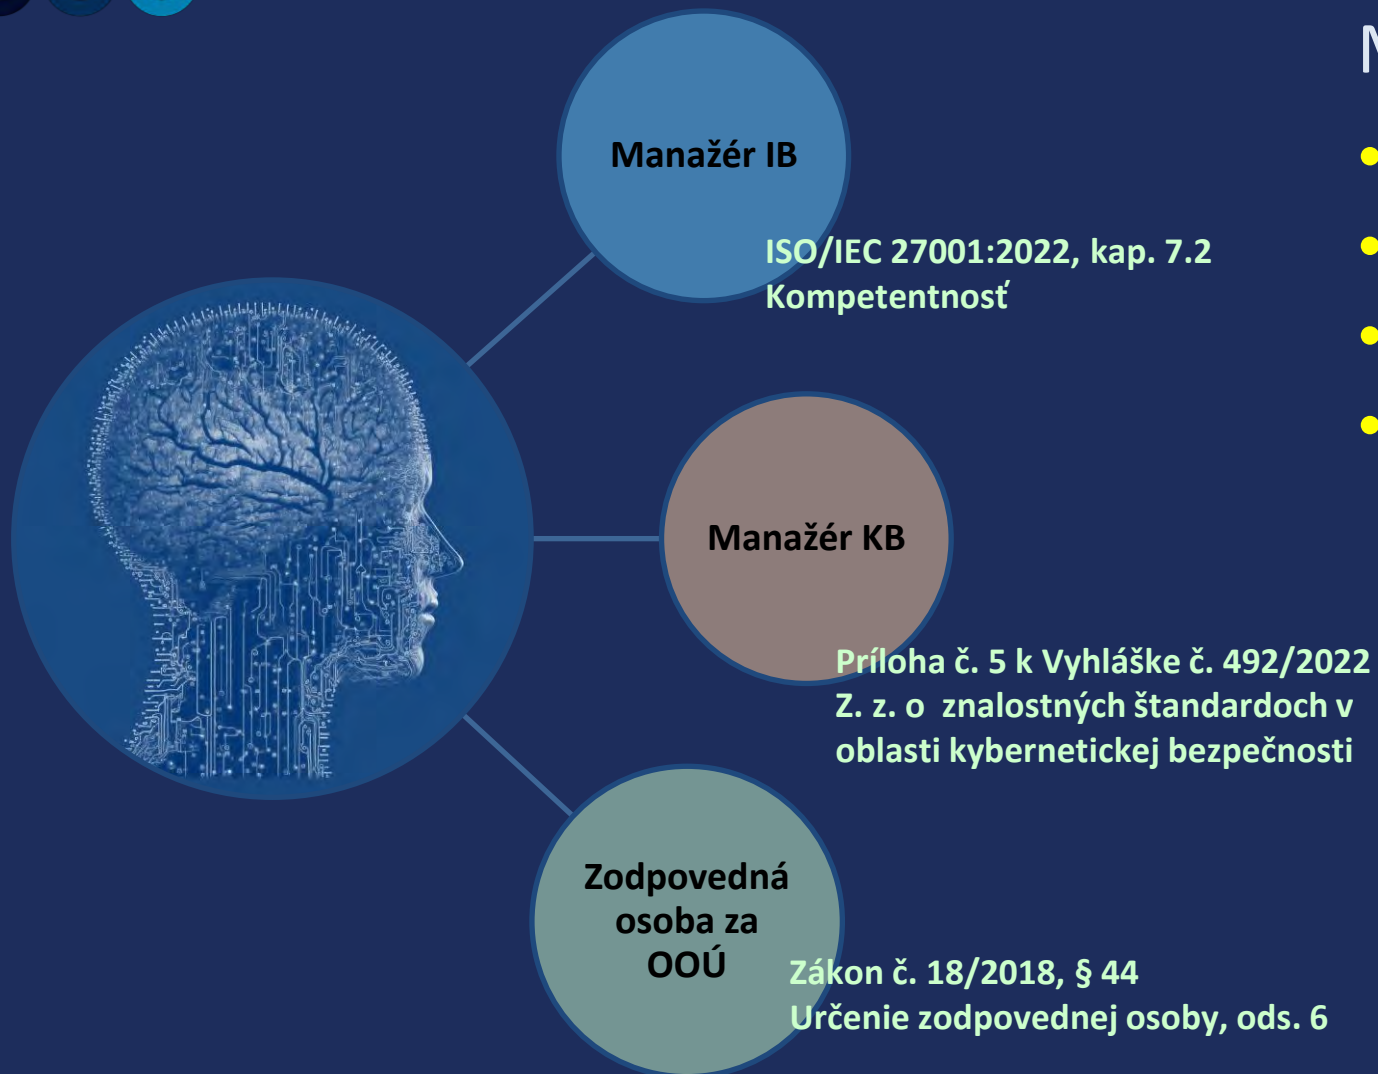 Manažér IB
ISO/IEC 27001:2022, kap. 7.2
Kompetentnosť
Manažér KB
Príloha č. 5 k Vyhláške č. 492/2022
Z. z. o  znalostných štandardoch v
oblasti kybernetickej bezpečnosti
Zodpovedná
osoba za
OOÚ
Zákon č. 18/2018, § 44
Určenie zodpovednej osoby, ods. 6